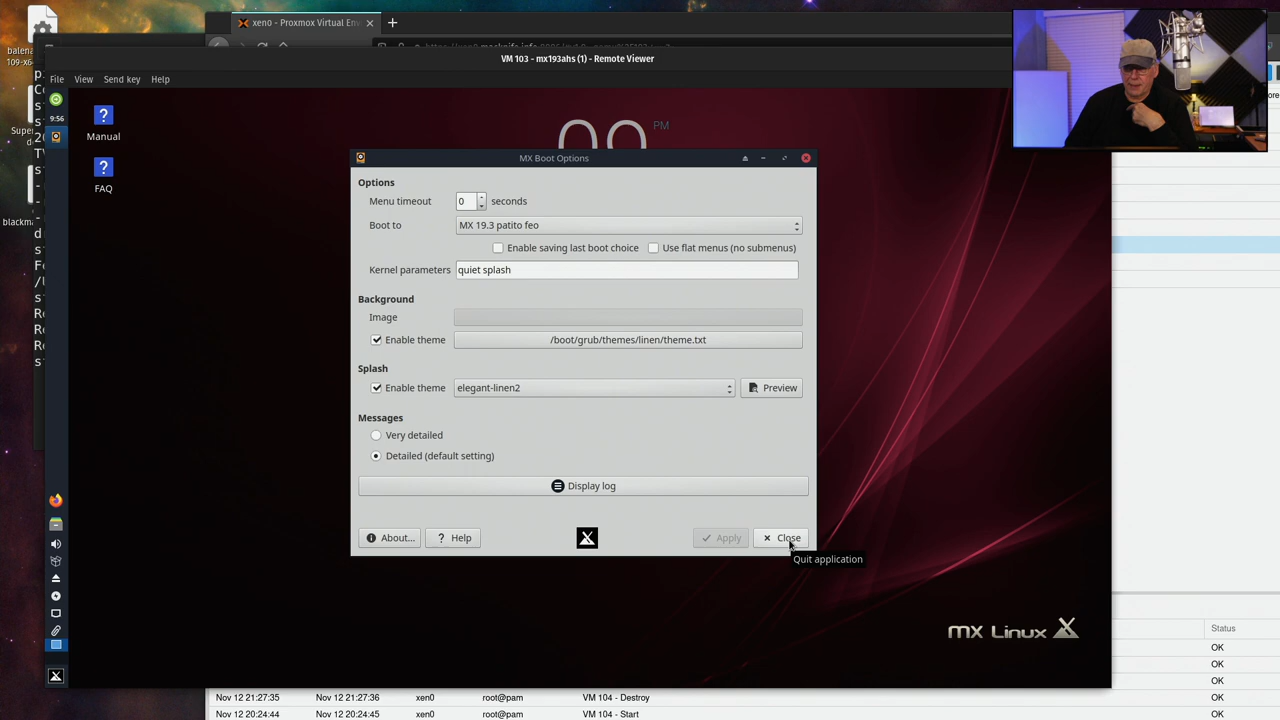 xen0 - Proxmox Virtual Env
balena
109-x6
VM 103 - mx193ahs (1) - Remote Viewer
File View Send key Help
9:56
Manual
FAQ
PM
MX Boot Options
Options
Menu timeout 0 seconds
Boot to MX 19.3 patito feo
Enable saving last boot choice Use flat menus (no submenus)
Kernel parameters quiet splash
Background
Image
Enable theme /boot/grub/themes/linen/theme.txt
Splash
Enable theme elegant-linen2 Preview
Messages
Very detailed
Detailed (default setting)
Display log
About... Help Apply Close
Quit application
mx Linux
Status
OK
OK
OK
Nov 12 21:27:35 Nov 12 21:27:36 xen0 root@pam VM 104 - Destroy OK
Nov 12 20:24:44 Nov 12 20:24:45 xen0 root@pam VM 104 - Start OK